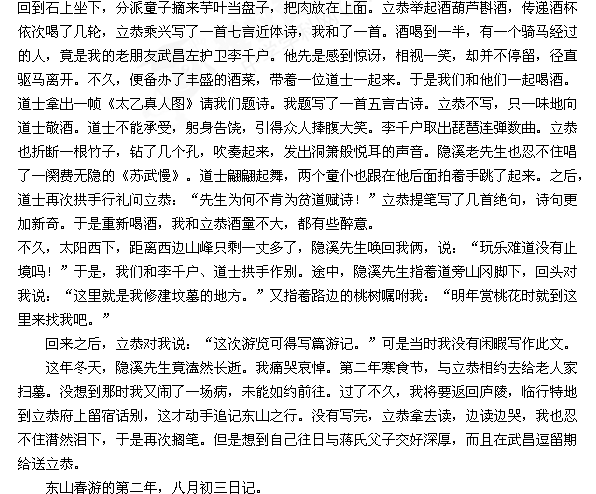 回到石上坐下，分派童子摘来芋叶当盘子，把肉放在上面。立恭举起酒葫芦斟酒，传递酒杯
依次喝了几轮，立恭乘兴写了一首七言近体诗，我和了一首。酒喝到一半，有一个骑马经过
的人，竟是我的老朋友武昌左护卫李千户。他先是感到惊讶，相视一笑，却并不停留，径直
驱马离开。不久，便备办了丰盛的酒菜，带着一位道士一起来。于是我们和他们一起喝酒。
道士拿出一帧《太乙真人图》请我们题诗。我题写了一首五言古诗。立恭不写，只一味地向
道士敬酒。道士不能承受，躬身告饶，引得众人捧腹大笑。李千户取出琵琶连弹数曲。立恭
也折断一根竹子，钻了几个孔，吹奏起来，发出洞箫般悦耳的声音。隐溪老先生也忍不住唱
了一阕费无隐的《苏武慢》。道士翩翩起舞，两个童仆也跟在他后面拍着手跳了起来。之后，
道士再次拱手行礼问立恭：“先生为何不肯为贫道赋诗！”立恭提笔写了几首绝句，诗句更
加新奇。于是重新喝酒，我和立恭酒量不大，都有些醉意。
不久，太阳西下，距离西边山峰只剩一丈多了，隐溪先生唤回我俩，说：“玩乐难道没有止
境吗！”于是，我们和李千户、道士拱手作别。途中，隐溪先生指着道旁山冈脚下，回头对
我说：“这里就是我修建坟墓的地方。”又指着路边的桃树嘱咐我：“明年赏桃花时就到这
里来找我吧。”
回来之后，立恭对我说：“这次游览可得写篇游记。”可是当时我没有闲暇写作此文。
这年冬天，隐溪先生竟溘然长逝。我痛哭哀悼。第二年寒食节，与立恭相约去给老人家
扫墓。没想到那时我又闹了一场病，未能如约前往。过了不久，我将要返回庐陵，临行特地
到立恭府上留宿话别，这才动手追记东山之行。没有写完，立恭拿去读，边读边哭，我也忍
不住潸然泪下，于是再次搁笔。但是想到自己往日与蒋氏父子交好深厚，而且在武昌逗留期
给送立恭。
东山春游的第二年，八月初三日记。